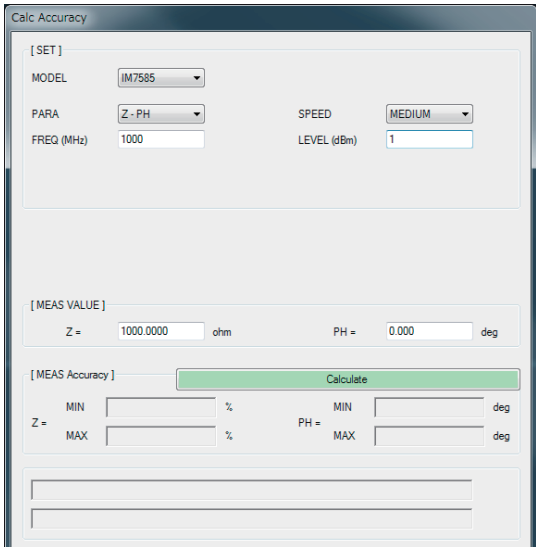 Calc Accuracy
[ SET ]
MODEL IM7585
PARA Z - PH SPEED MEDIUM
FREQ (MHz) 1000 LEVEL (dBm) 1
[ MEAS VALUE ]
Z = 1000.0000 ohm PH = 0.000 deg
[ MEAS Accuracy ] Calculate
MIN % MIN deg
Z = PH =
MAX % MAX deg